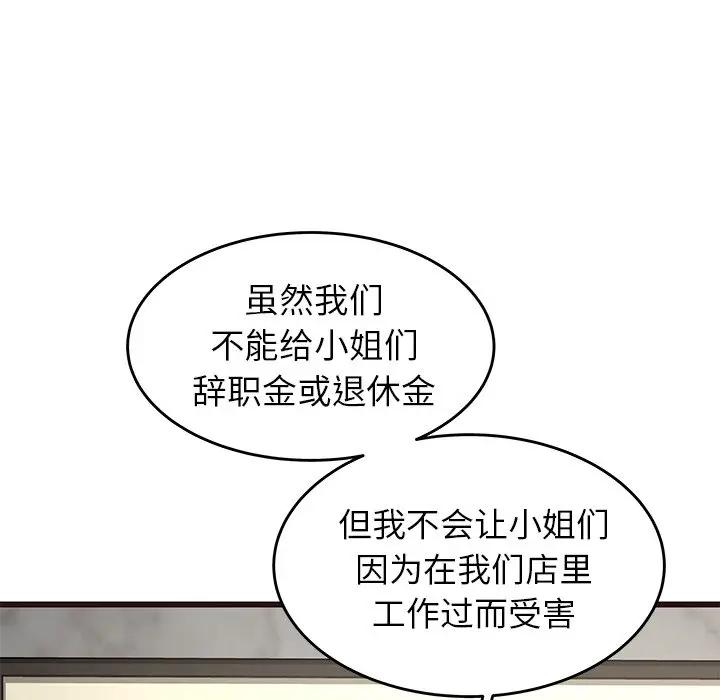 虽然我们
不能给小姐们
辞职金或退休金
但我不会让小姐们
因为在我们店里
工作过而受害